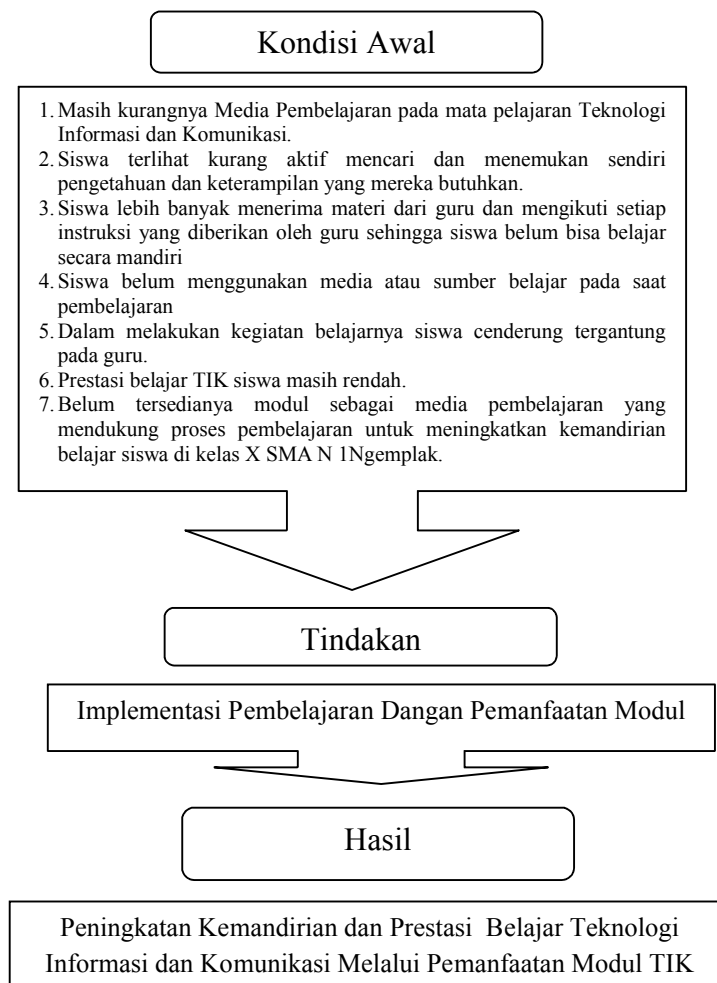 Kondisi Awal
1. Masih kurangnya Media Pembelajaran pada mata pelajaran Teknologi
Informasi dan Komunikasi.
2. Siswa terlihat kurang aktif mencari dan menemukan sendiri
pengetahuan dan keterampilan yang mereka butuhkan.
3. Siswa lebih banyak menerima materi dari guru dan mengikuti setiap
instruksi yang diberikan oleh guru sehingga siswa belum bisa belajar
secara mandiri
4. Siswa belum menggunakan media atau sumber belajar pada saat
pembelajaran
5. Dalam melakukan kegiatan belajarnya siswa cenderung tergantung
pada guru.
6. Prestasi belajar TIK siswa masih rendah.
7. Belum tersedianya modul sebagai media pembelajaran yang
mendukung proses pembelajaran untuk meningkatkan kemandirian
belajar siswa di kelas X SMA N 1Ngemplak.
Tindakan
Implementasi Pembelajaran Dangan Pemanfaatan Modul
Hasil
Peningkatan Kemandirian dan Prestasi Belajar Teknologi
Informasi dan Komunikasi Melalui Pemanfaatan Modul TIK